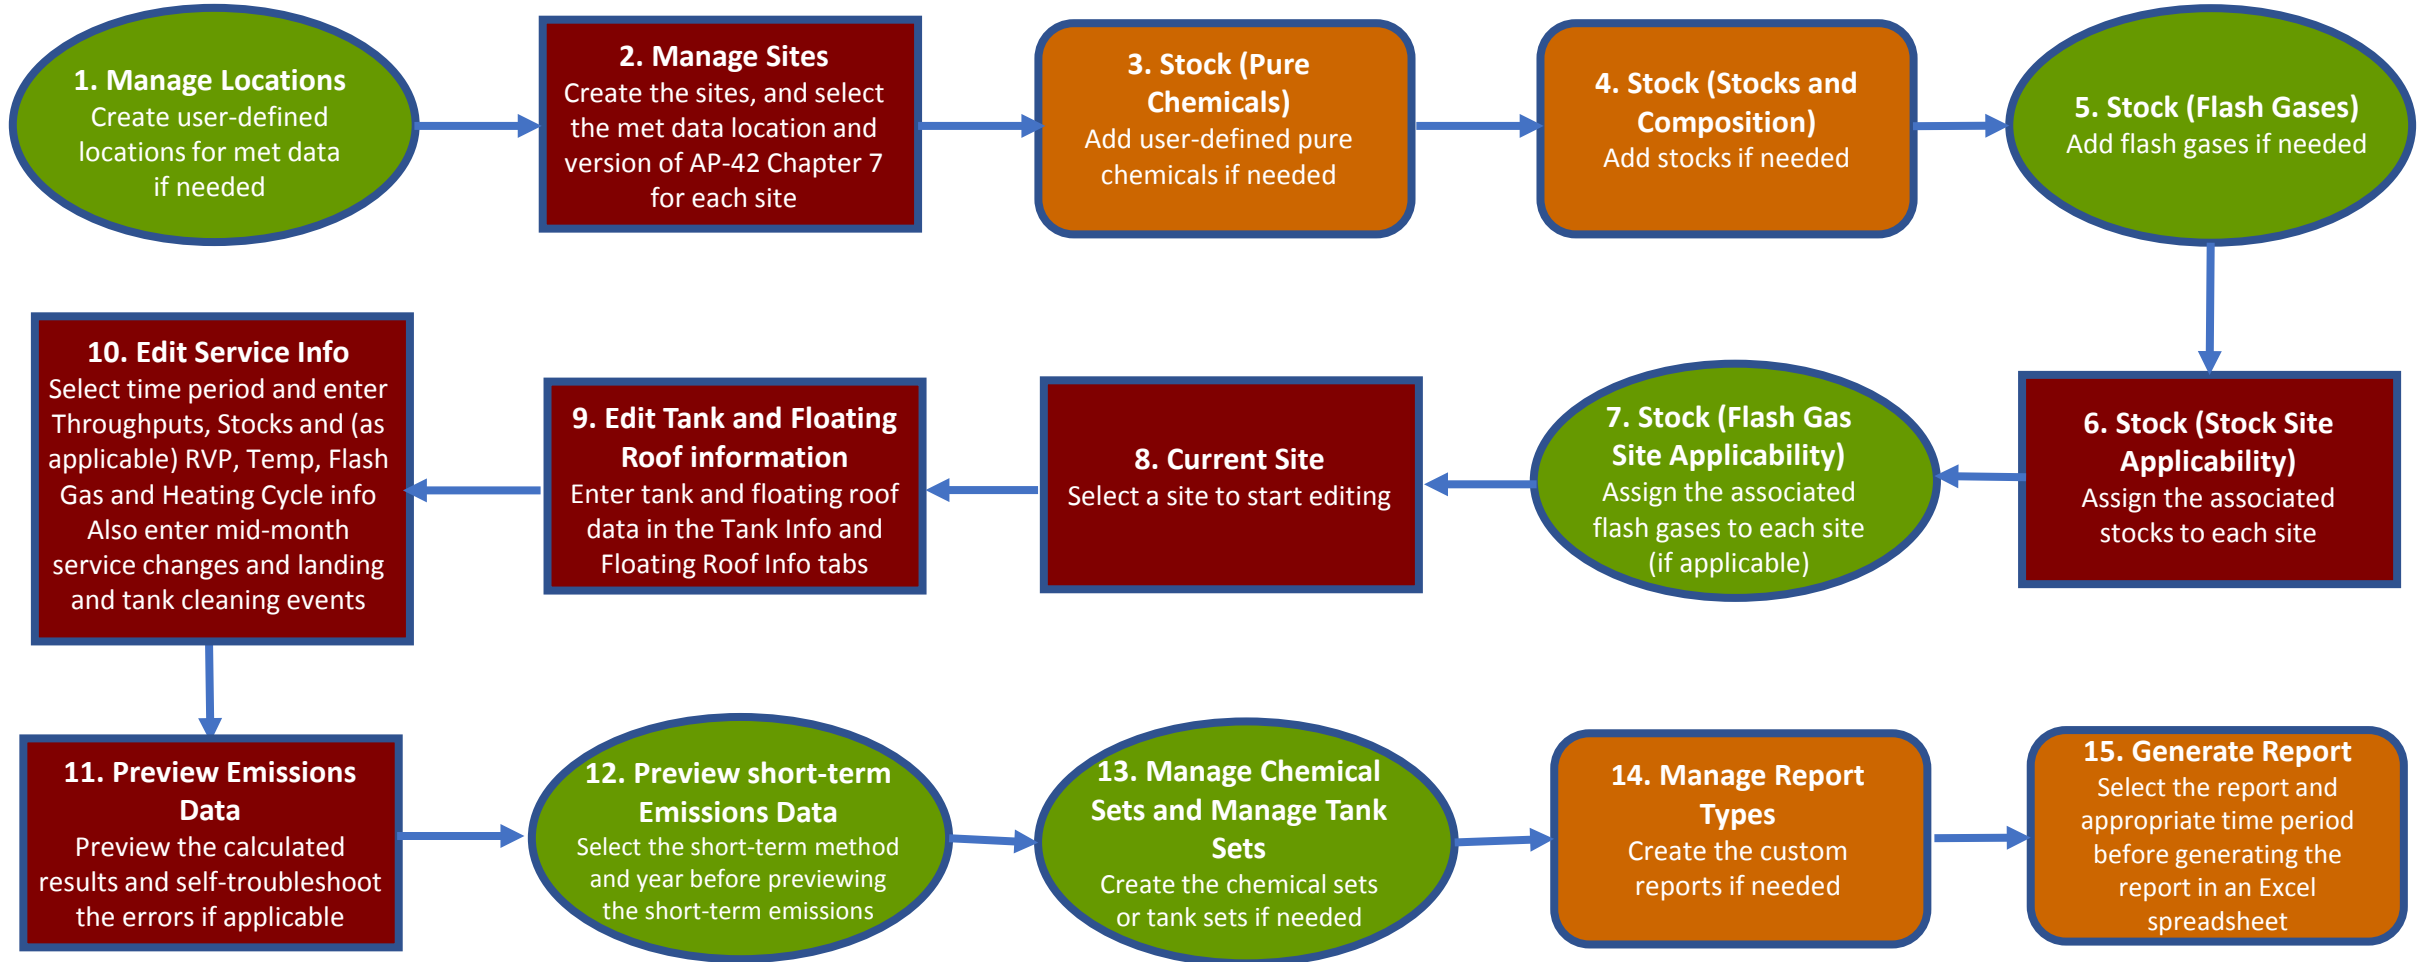 1. Manage Locations
Create user-defined
locations for met data
if needed
2. Manage Sites
Create the sites, and select
the met data location and
version of AP-42 Chapter 7
for each site
3. Stock (Pure
Chemicals)
Add user-defined pure
chemicals if needed
4. Stock (Stocks and
Composition)
Add stocks if needed
5. Stock (Flash Gases)
Add flash gases if needed
6. Stock (Stock Site
Applicability)
Assign the associated
stocks to each site
7. Stock (Flash Gas
Site Applicability)
Assign the associated
flash gases to each site
(if applicable)
8. Current Site
Select a site to start editing
9. Edit Tank and Floating
Roof information
Enter tank and floating roof
data in the Tank Info and
Floating Roof Info tabs
10. Edit Service Info
Select time period and enter
Throughputs, Stocks and (as
applicable) RVP, Temp, Flash
Gas and Heating Cycle info
Also enter mid-month
service changes and landing
and tank cleaning events
11. Preview Emissions
Data
Preview the calculated
results and self-troubleshoot
the errors if applicable
12. Preview short-term
Emissions Data
Select the short-term method
and year before previewing
the short-term emissions
13. Manage Chemical
Sets and Manage Tank
Sets
Create the chemical sets
or tank sets if needed
14. Manage Report
Types
Create the custom
reports if needed
15. Generate Report
Select the report and
appropriate time period
before generating the
report in an Excel
spreadsheet